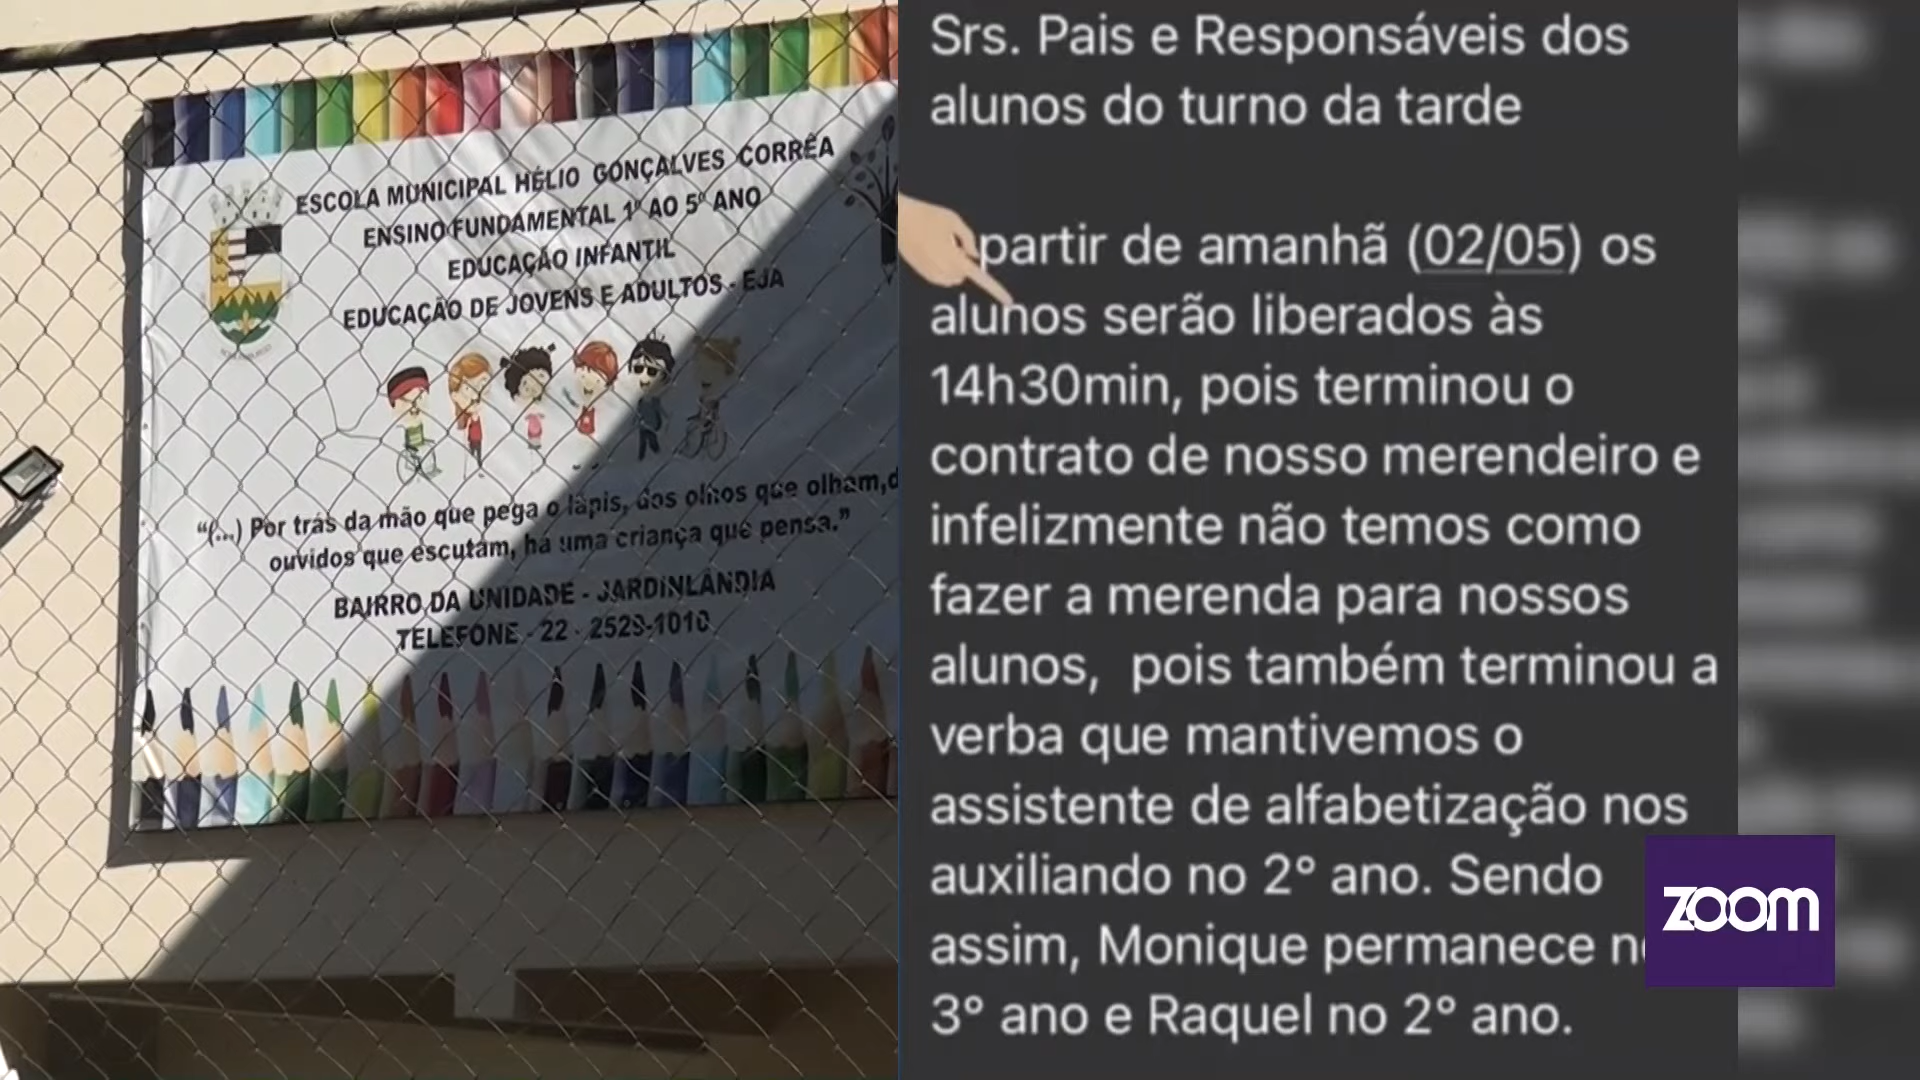 ESCOLA MUNICIPAL HÉLIO GONÇALVES CORRÊA
ENSINO FUNDAMENTAL 1º AO 5º ANO
EDUCAÇÃO INFANTIL
EDUCAÇÃO DE JOVENS E ADULTOS - EJA
“(...) Por trás da mão que pega o lápis, dos olhos que olham,
ouvidos que escutam, há uma criança que pensa.”
BAIRRO DA UNIDADE - JARDINLÂNDIA
TELEFONE - 22 - 2529-1010
Srs. Pais e Responsáveis dos
alunos do turno da tarde
partir de amanhã (02/05) os
alunos serão liberados às
14h30min, pois terminou o
contrato de nosso merendeiro e
infelizmente não temos como
fazer a merenda para nossos
alunos, pois também terminou a
verba que mantivemos o
assistente de alfabetização nos
auxiliando no 2° ano. Sendo
assim, Monique permanece
3° ano e Raquel no 2° ano.
zoom